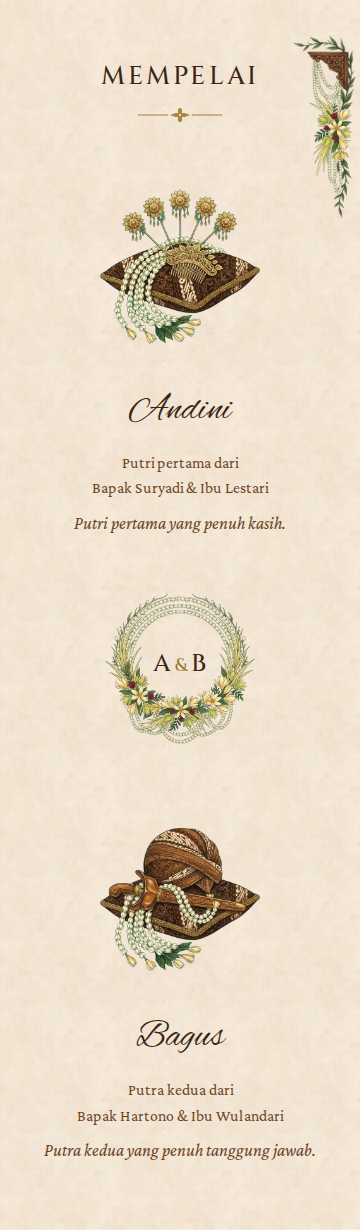 MEMPELAI
Andini
Putri pertama dari
Bapak Suryadi & Ibu Lestari
Putri pertama yang penuh kasih.
A & B
Bagus
Putra kedua dari
Bapak Hartono & Ibu Wulandari
Putra kedua yang penuh tanggung jawab.